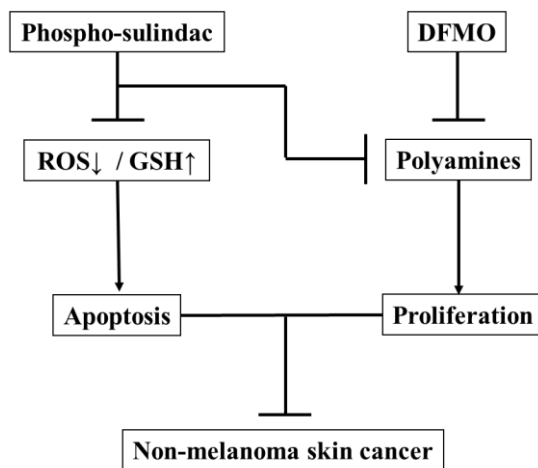 Phospho-sulindac
DFMO
ROS↓ / GSH↑
Polyamines
Apoptosis
Proliferation
Non-melanoma skin cancer